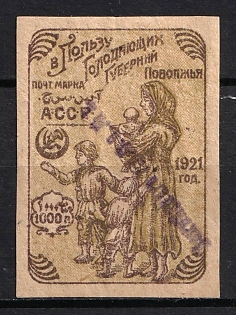 В Пользу
Голодающих
Губерний
Поволжья
ПОЧТ. МАРКА
АССР
1921
ГОД.
1000 р.